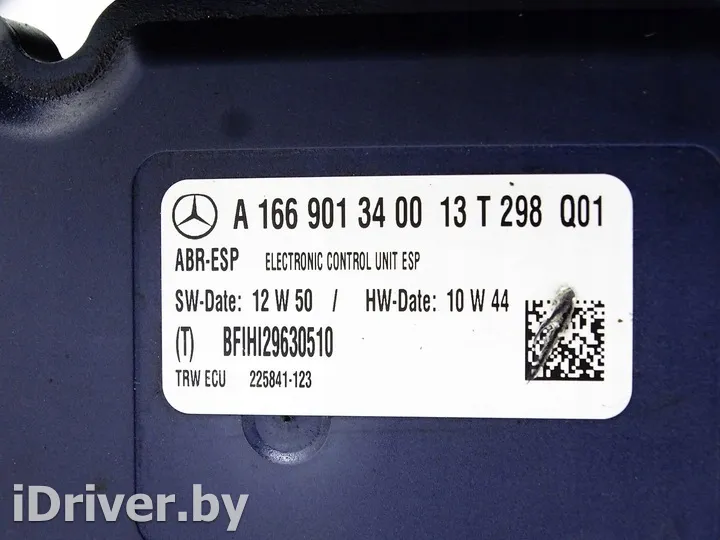 A 166 901 34 00 13 T 298 Q01
ABR-ESP ELECTRONIC CONTROL UNIT ESP
SW-Date: 12 W 50 / HW-Date: 10 W 44
(T) BFIHI29630510
TRW ECU 225841-123
iDriver.by